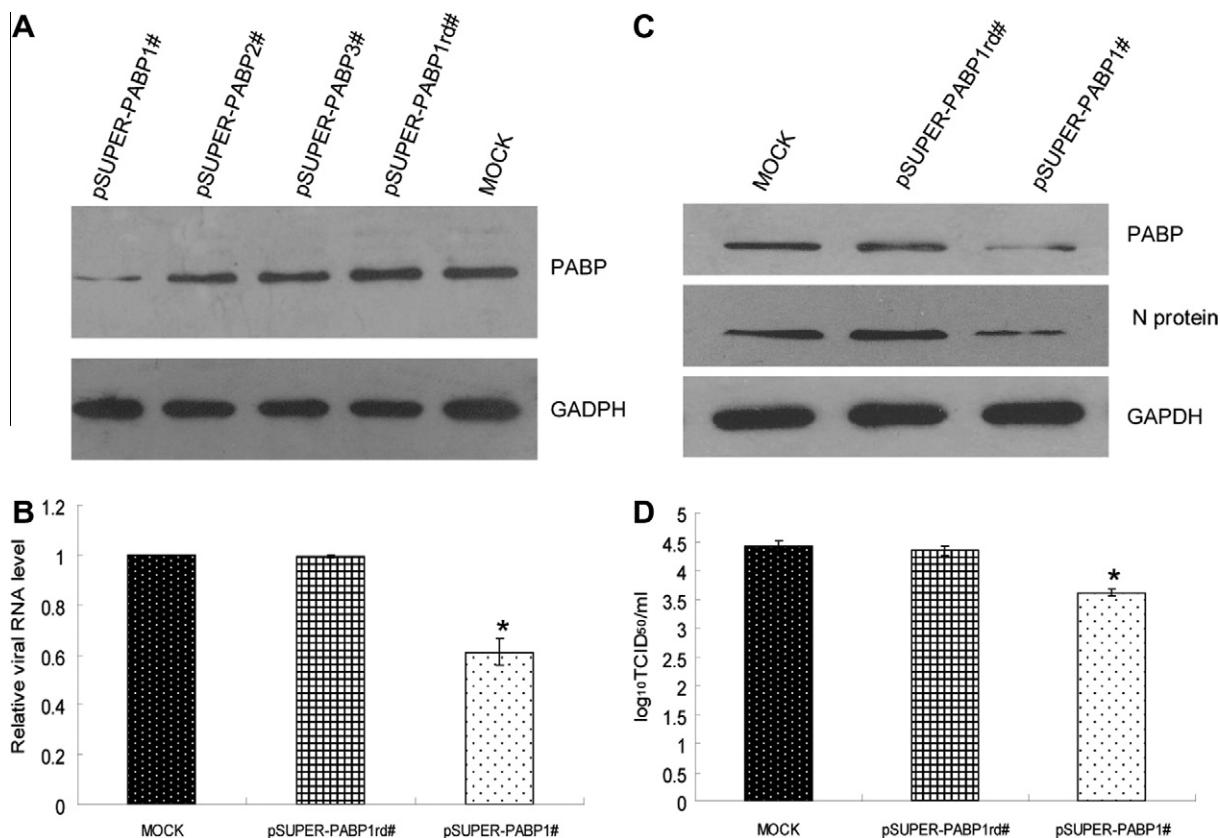 A
pSUPER-PABP1#
pSUPER-PABP2#
pSUPER-PABP3#
pSUPER-PABP1rd#
MOCK
PABP
GADPH
C
MOCK
pSUPER-PABP1rd#
pSUPER-PABP1#
PABP
N protein
GAPDH
B
Relative viral RNA level
1.2
1
0.8
0.6
0.4
0.2
0
*
MOCK
pSUPER-PABP1rd#
pSUPER-PABP1#
D
log10TCID50/ml
5
4.5
4
3.5
3
2.5
2
1.5
1
0.5
0
*
MOCK
pSUPER-PABP1rd#
pSUPER-PABP1#